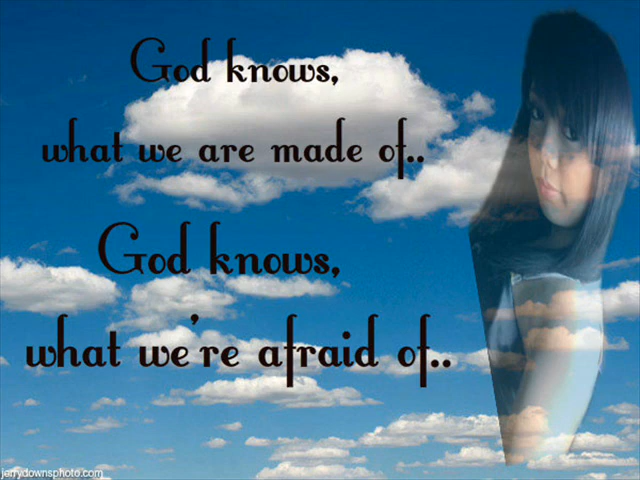 God knows,
what we are made of..
God knows,
what we're afraid of..
jerrydownsphoto.com